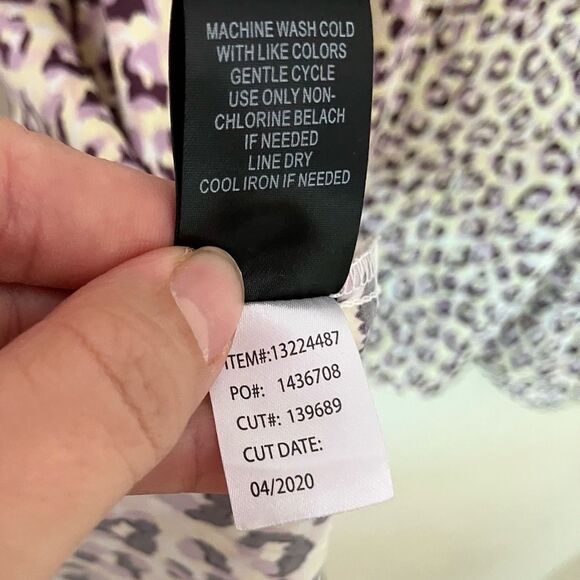 MACHINE WASH COLD
WITH LIKE COLORS
GENTLE CYCLE
USE ONLY NON-
CHLORINE BELACH
IF NEEDED
LINE DRY
COOL IRON IF NEEDED
ITEM#:13224487
PO#: 1436708
CUT#: 139689
CUT DATE:
04/2020